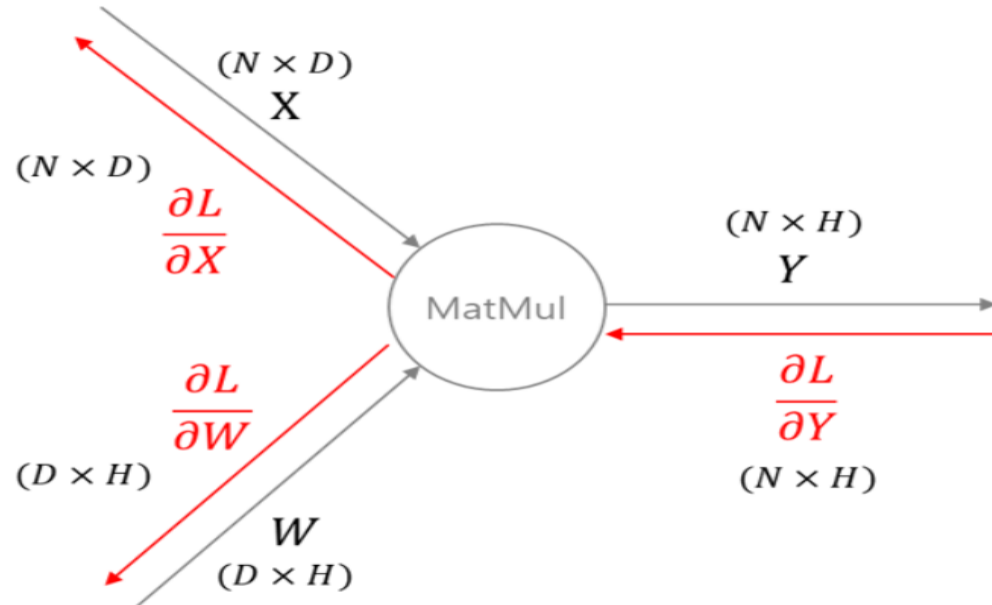 (N × D)
X
(N × D)
∂L
∂X
(N × H)
Y
MatMul
∂L
∂W
∂L
∂Y
(D × H)
(N × H)
W
(D × H)